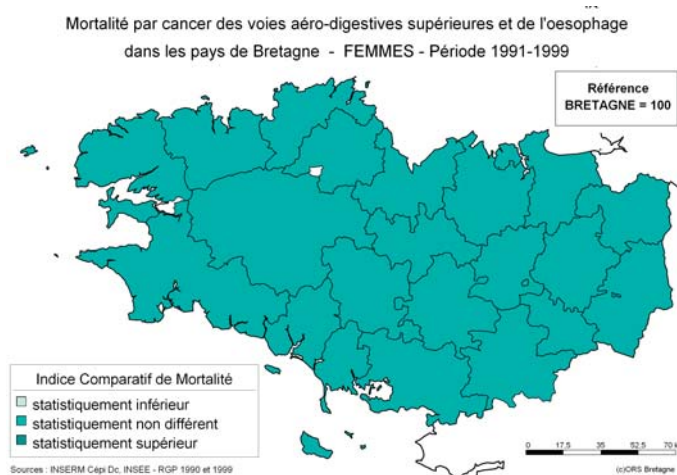 Mortalité par cancer des voies aéro-digestives supérieures et de l'oesophage
dans les pays de Bretagne - FEMMES - Période 1991-1999
Référence
BRETAGNE = 100
Indice Comparatif de Mortalité
statistiquement inférieur
statistiquement non différent
statistiquement supérieur
0 17,5 35 52,5 70 k
Sources : INSERM Cépi Dc, INSEE - RGP 1990 et 1999
(c)ORS Bretagne